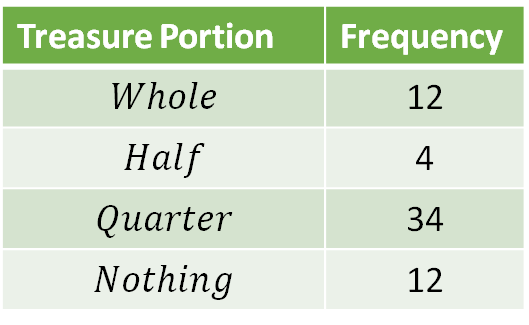 Treasure Portion Frequency
Whole 12
Half 4
Quarter 34
Nothing 12